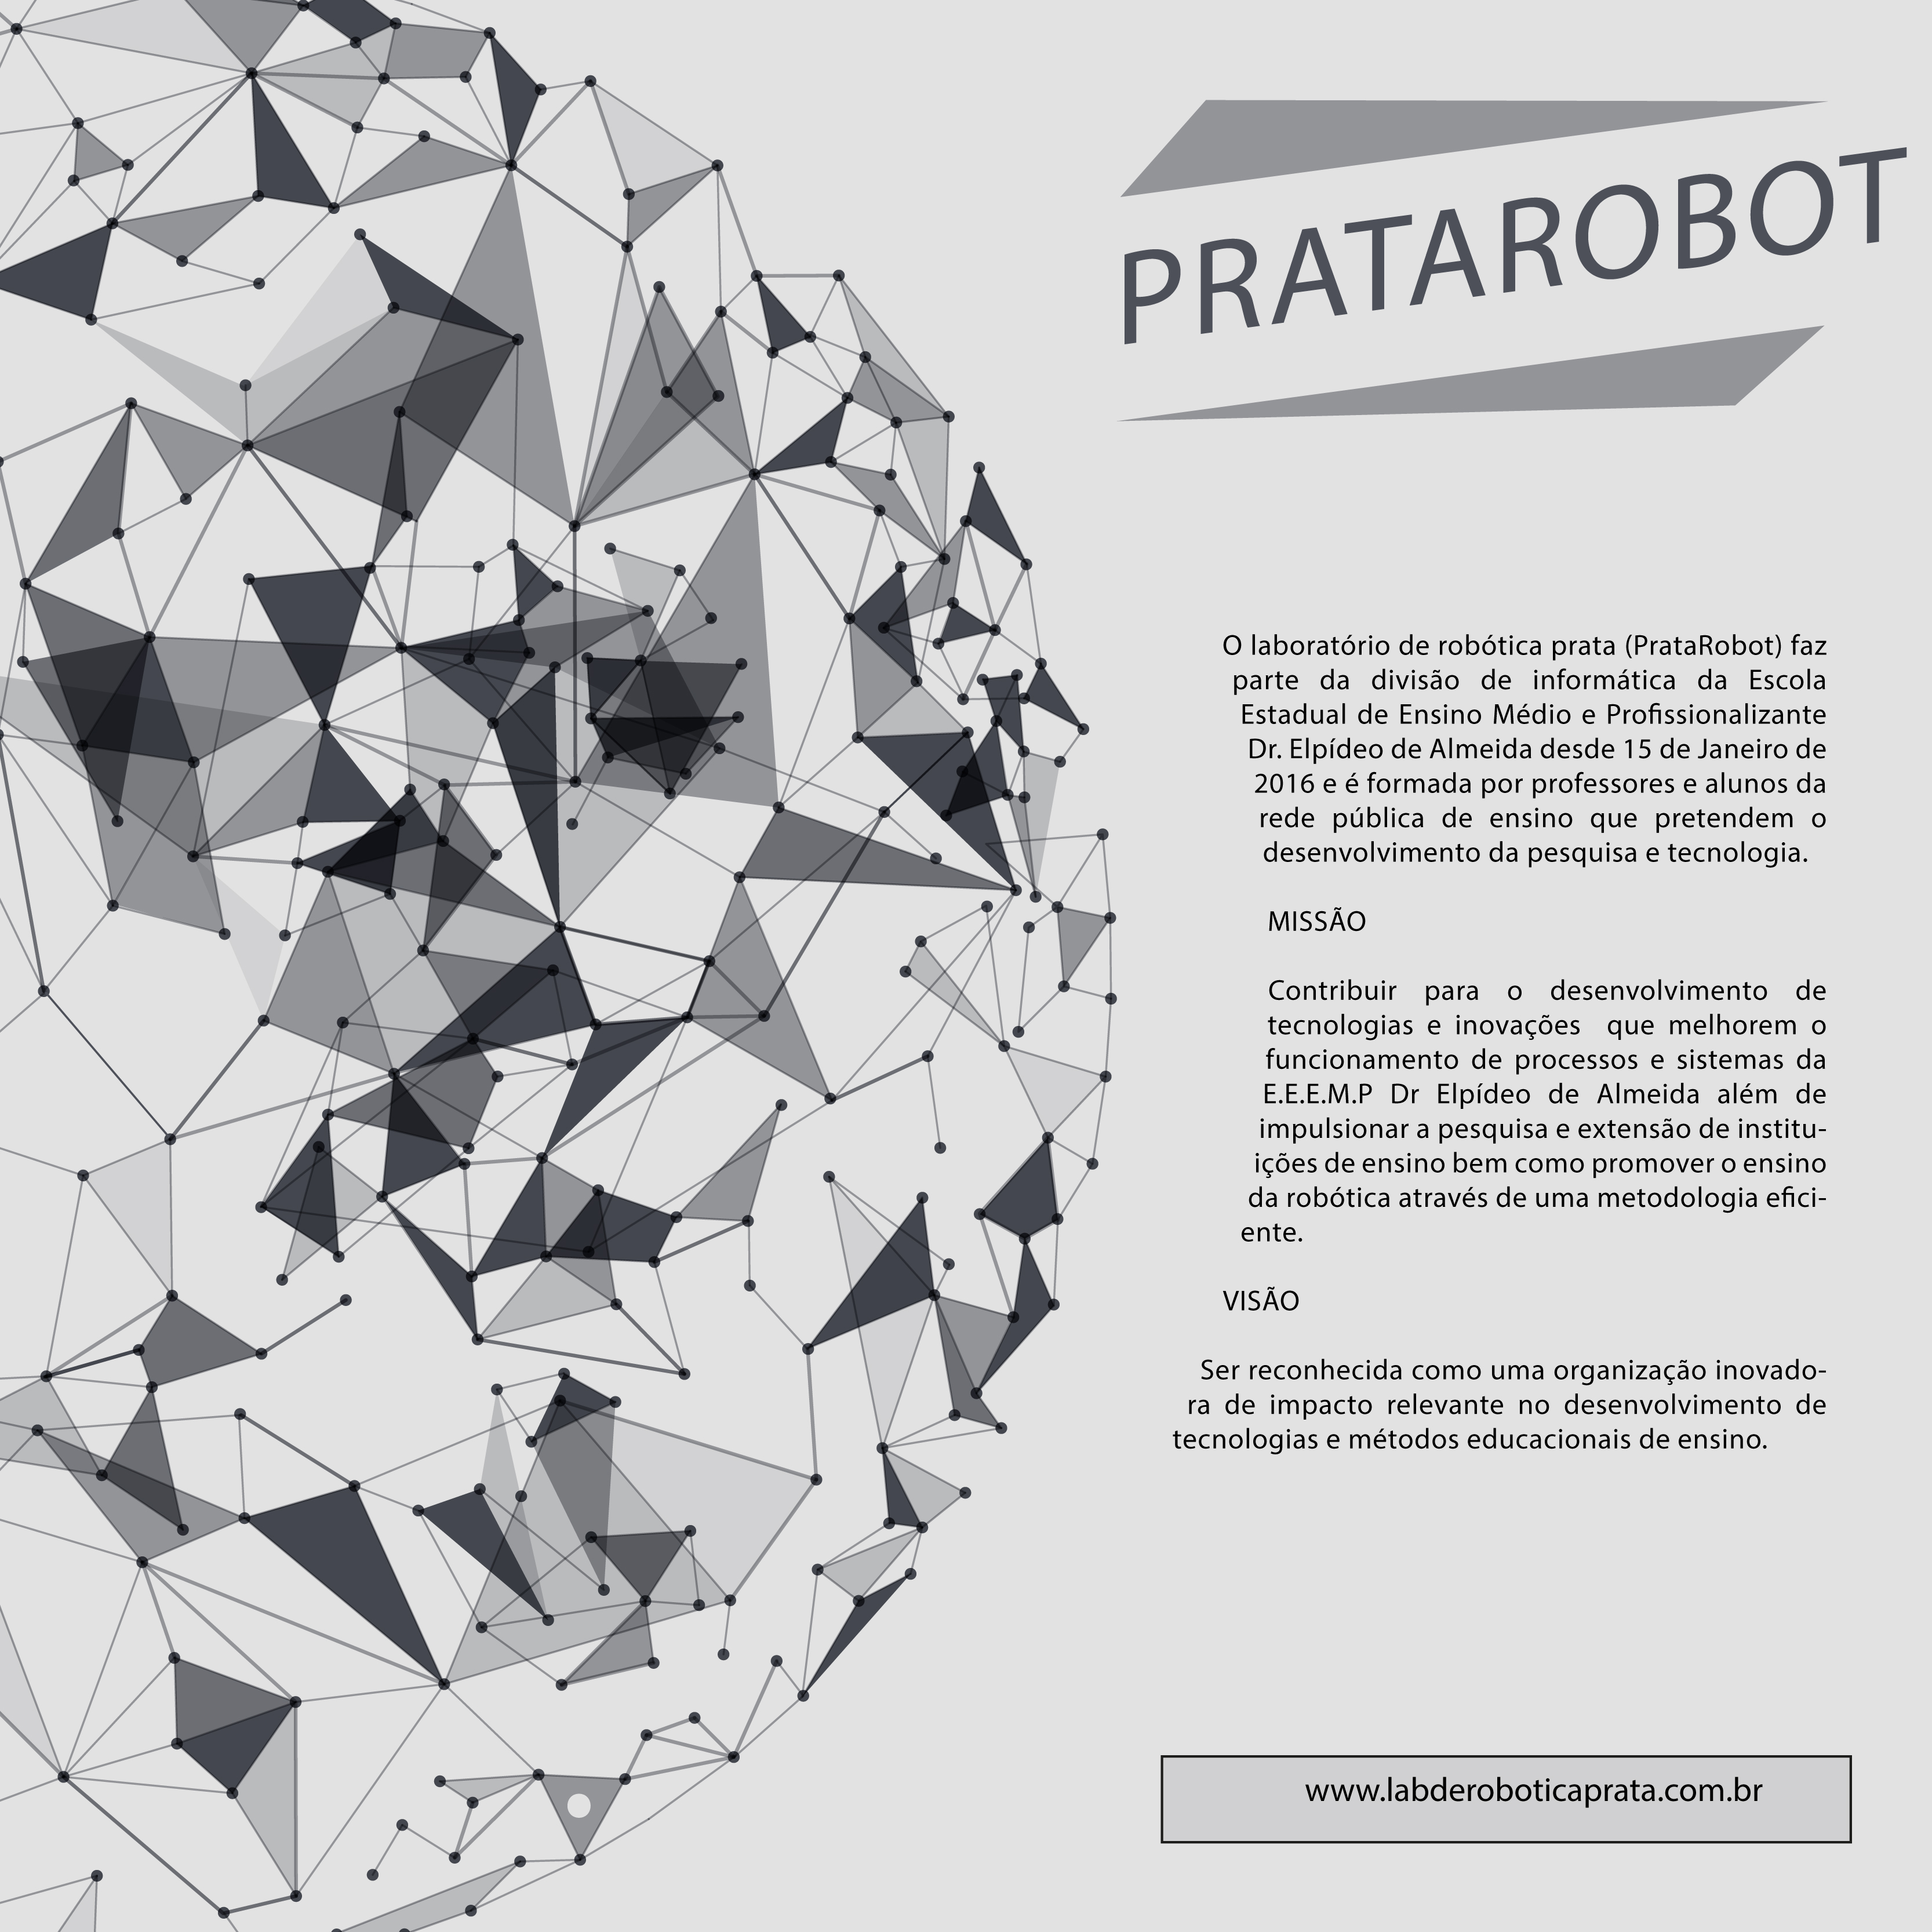 PRATAROBOT
O laboratório de robótica prata (PrataRobot) faz
parte da divisão de informática da Escola
Estadual de Ensino Médio e Profissionalizante
Dr. Elpídeo de Almeida desde 15 de Janeiro de
2016 e é formada por professores e alunos da
rede pública de ensino que pretendem o
desenvolvimento da pesquisa e tecnologia.
MISSÃO
Contribuir para o desenvolvimento de
tecnologias e inovações que melhorem o
funcionamento de processos e sistemas da
E.E.E.M.P Dr Elpídeo de Almeida além de
impulsionar a pesquisa e extensão de institu-
ições de ensino bem como promover o ensino
da robótica através de uma metodologia efici-
ente.
VISÃO
Ser reconhecida como uma organização inovado-
ra de impacto relevante no desenvolvimento de
tecnologias e métodos educacionais de ensino.
www.labderoboticaprata.com.br